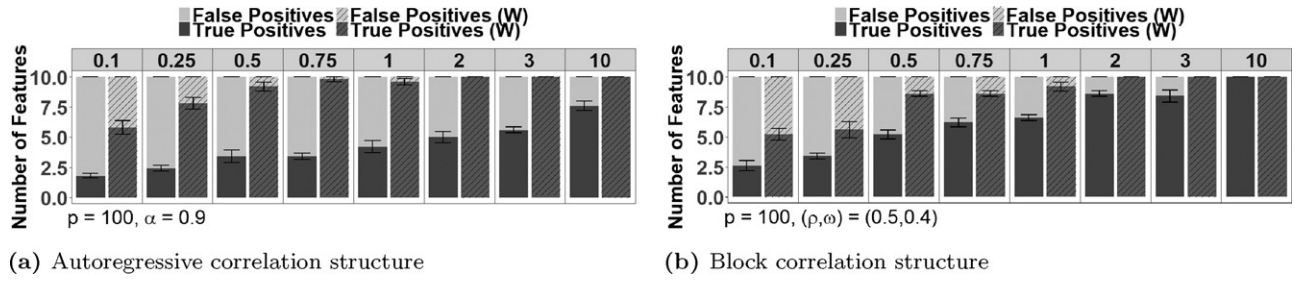 False Positives False Positives (W)
True Positives True Positives (W)
0.1 0.25 0.5 0.75 1 2 3 10
Number of Features
10.0
7.5
5.0
2.5
0.0
p = 100, α = 0.9
(a) Autoregressive correlation structure
False Positives False Positives (W)
True Positives True Positives (W)
0.1 0.25 0.5 0.75 1 2 3 10
Number of Features
10.0
7.5
5.0
2.5
0.0
p = 100, (ρ,ω) = (0.5,0.4)
(b) Block correlation structure